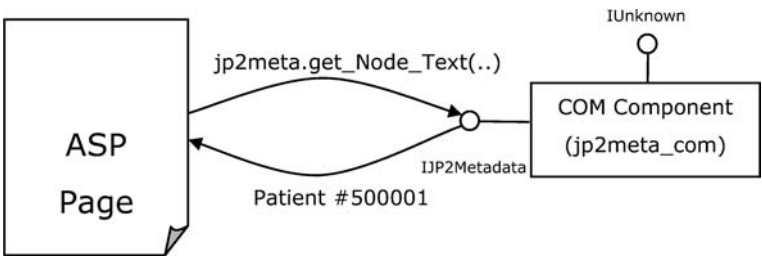 IUnknown
jp2meta.get_Node_Text(..)
COM Component
(jp2meta_com)
ASP
Page
IJP2Metadata
Patient #500001